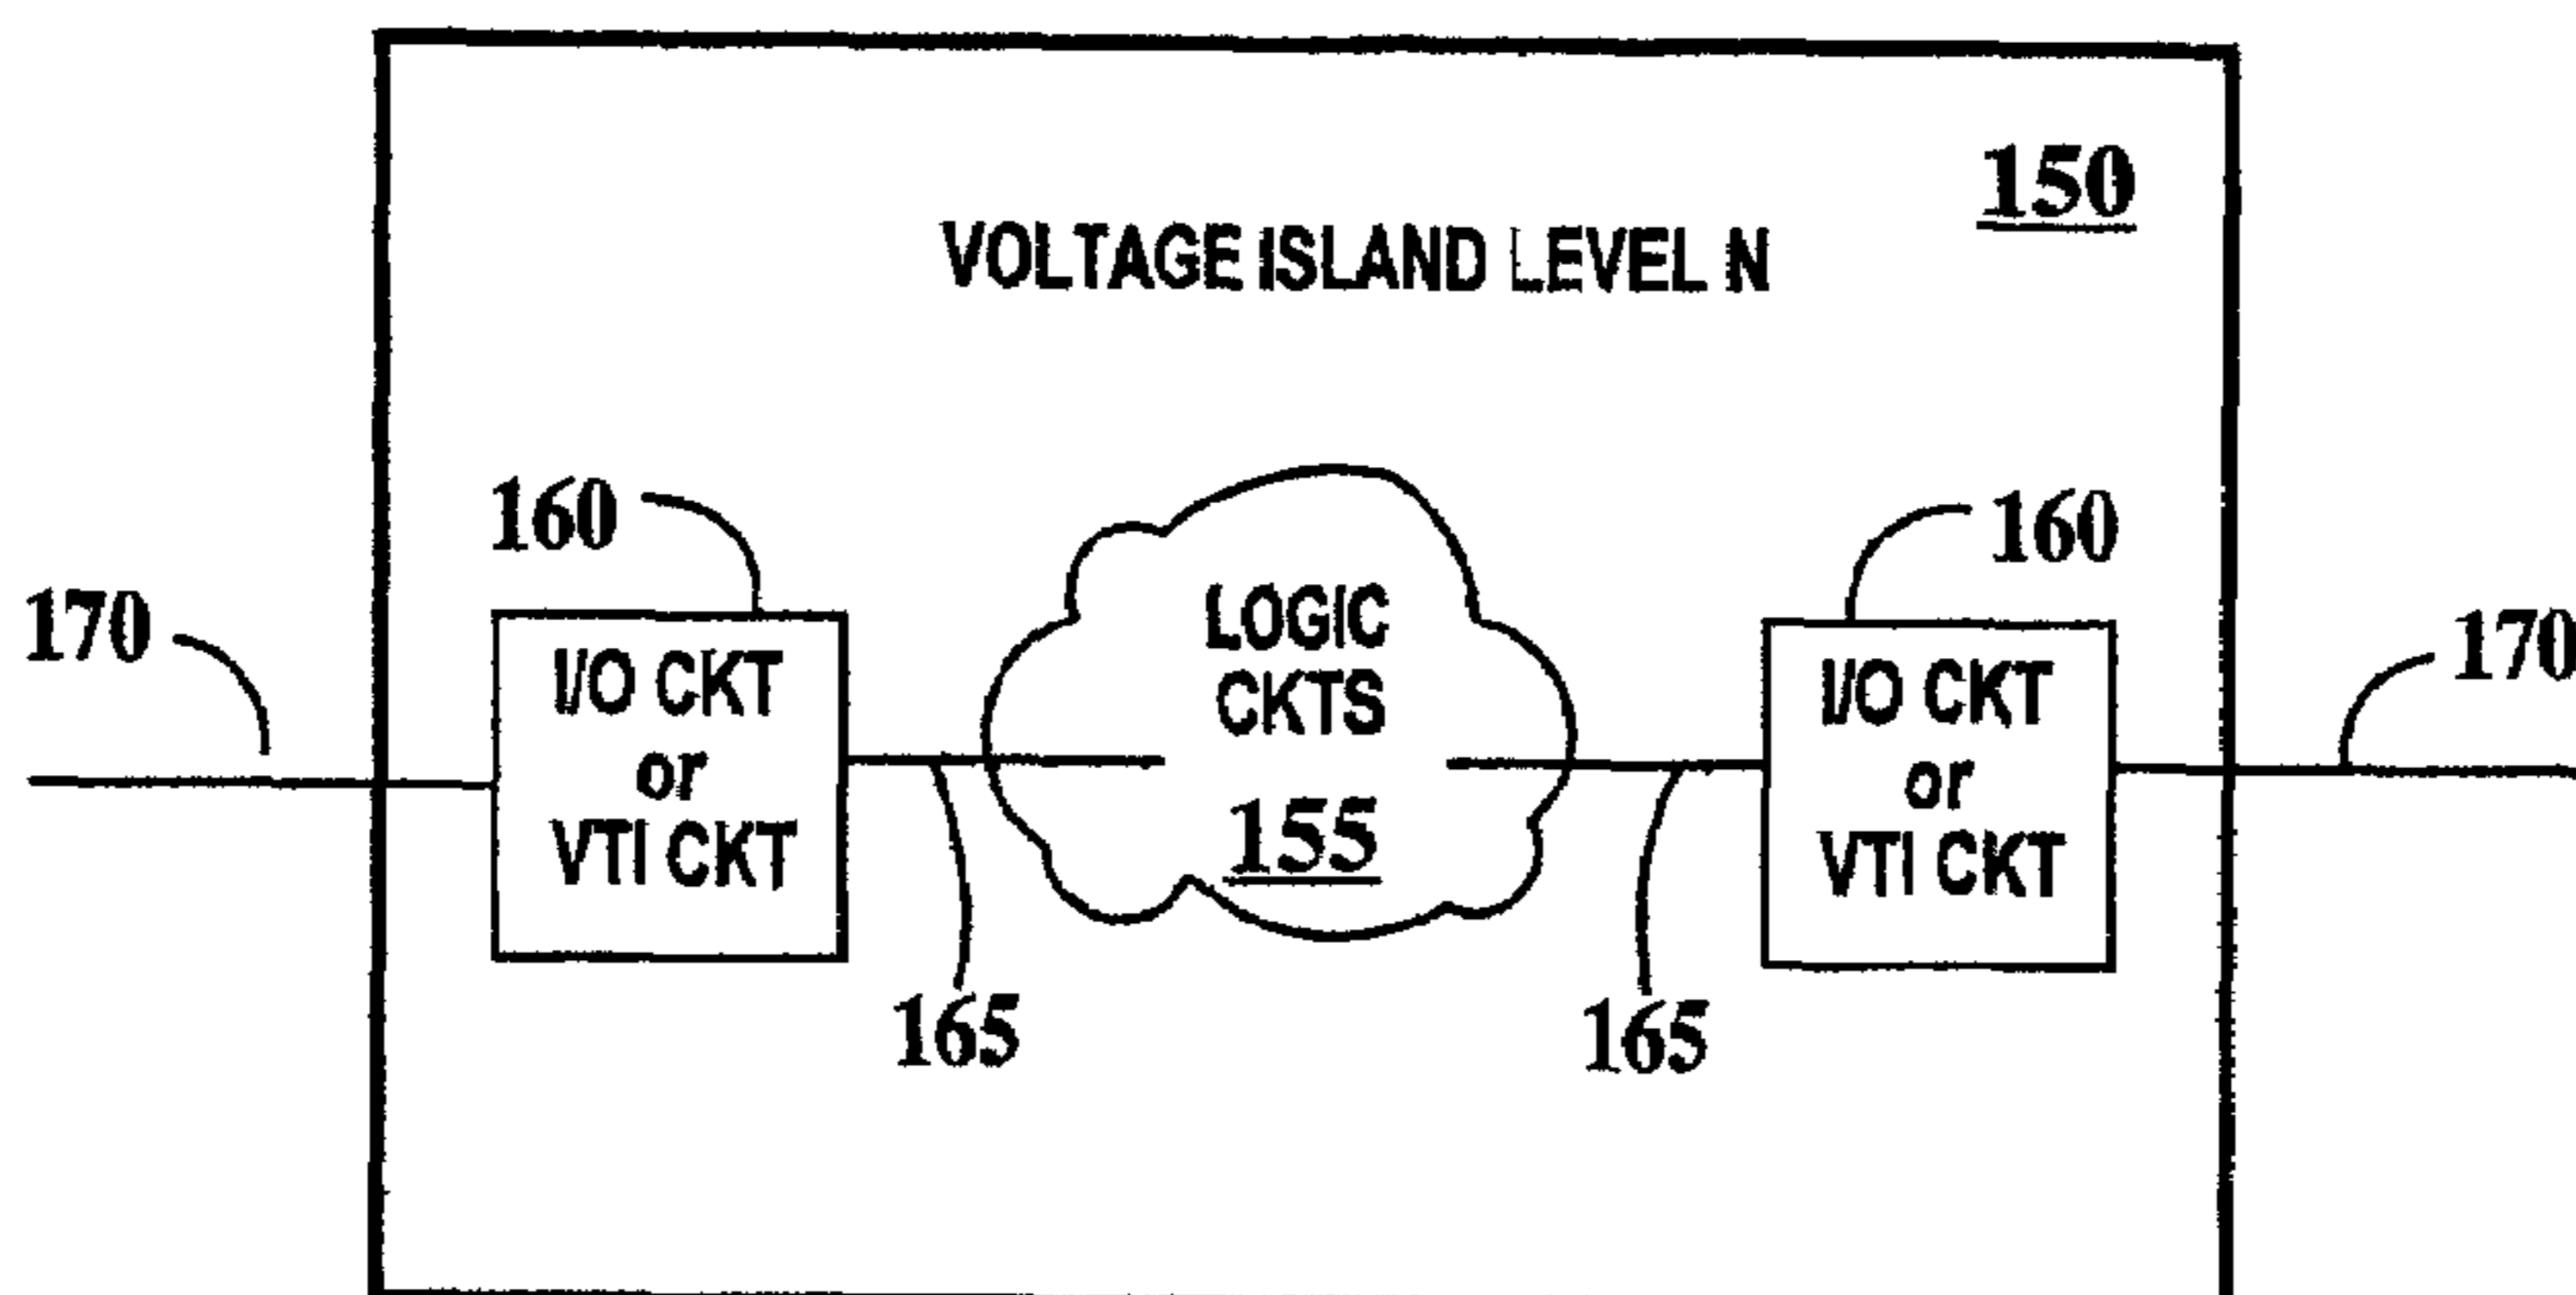 150
VOLTAGE ISLAND LEVEL N
160
160
170
170
I/O CKT
or
VTI CKT
LOGIC
CKTS
155
I/O CKT
or
VTI CKT
165
165